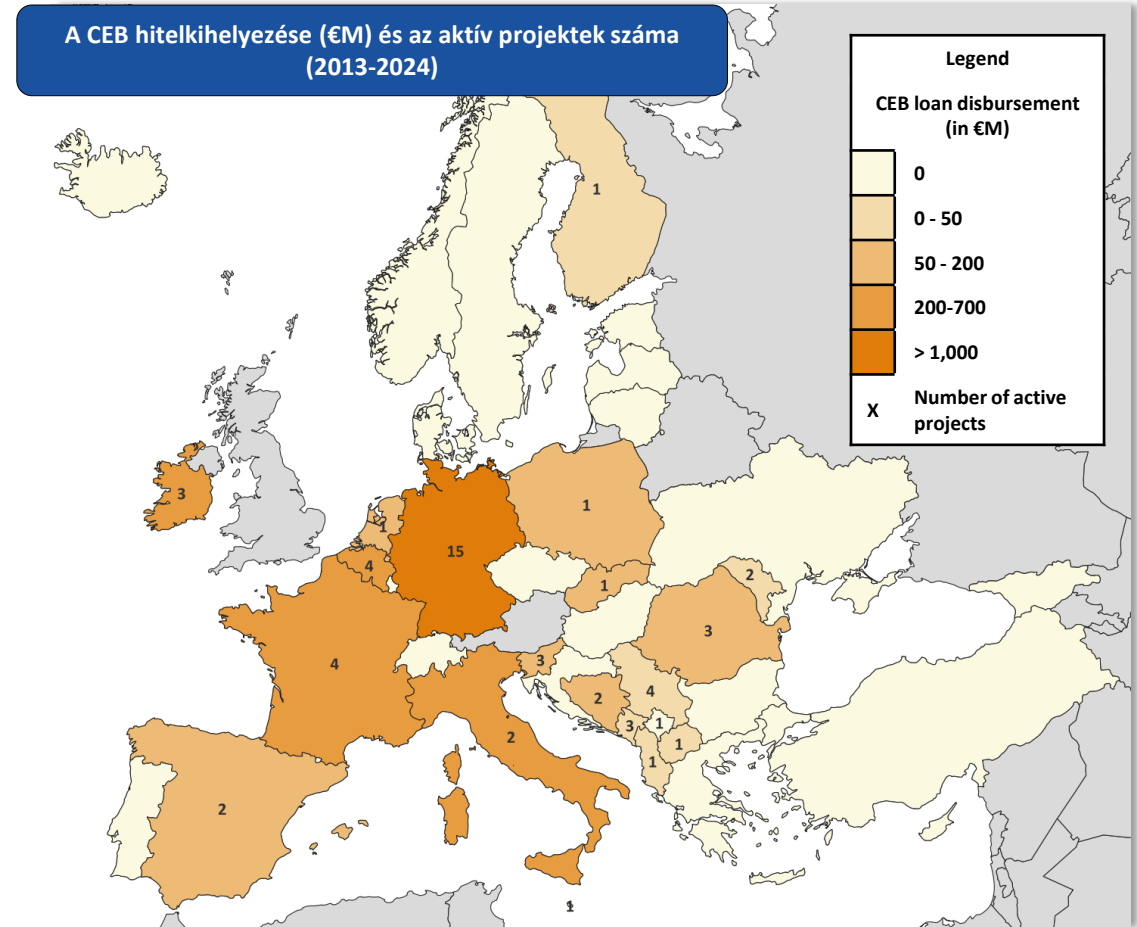 A CEB hitelkihelyezése (€M) és az aktív projektek száma
(2013-2024)
Legend
CEB loan disbursement
(in €M)
0
0 - 50
50 - 200
200-700
> 1,000
X
Number of active
projects
1
3
1
15
1
4
1
2
3
4
3
2
4
3
1
2
1
1
2
1